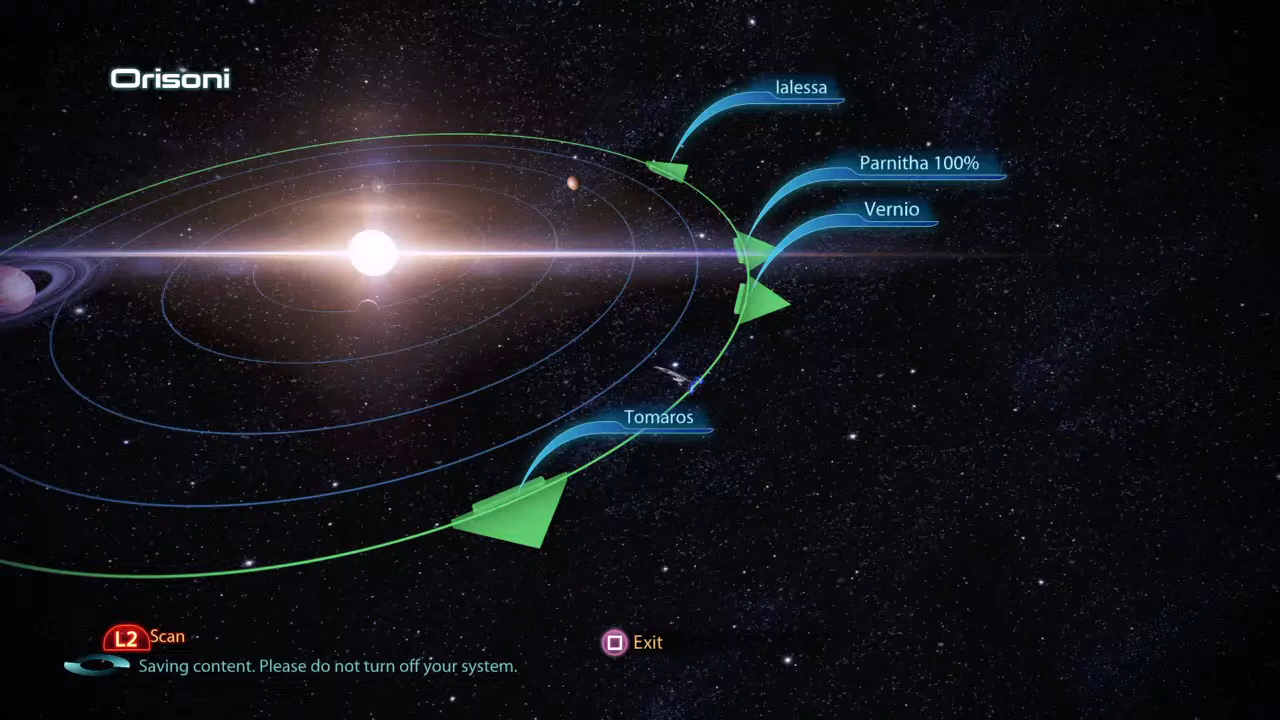 Orisoni
Ialessa
Parnitha 100%
Vernio
Tomaros
L2 Scan
Exit
Saving content. Please do not turn off your system.